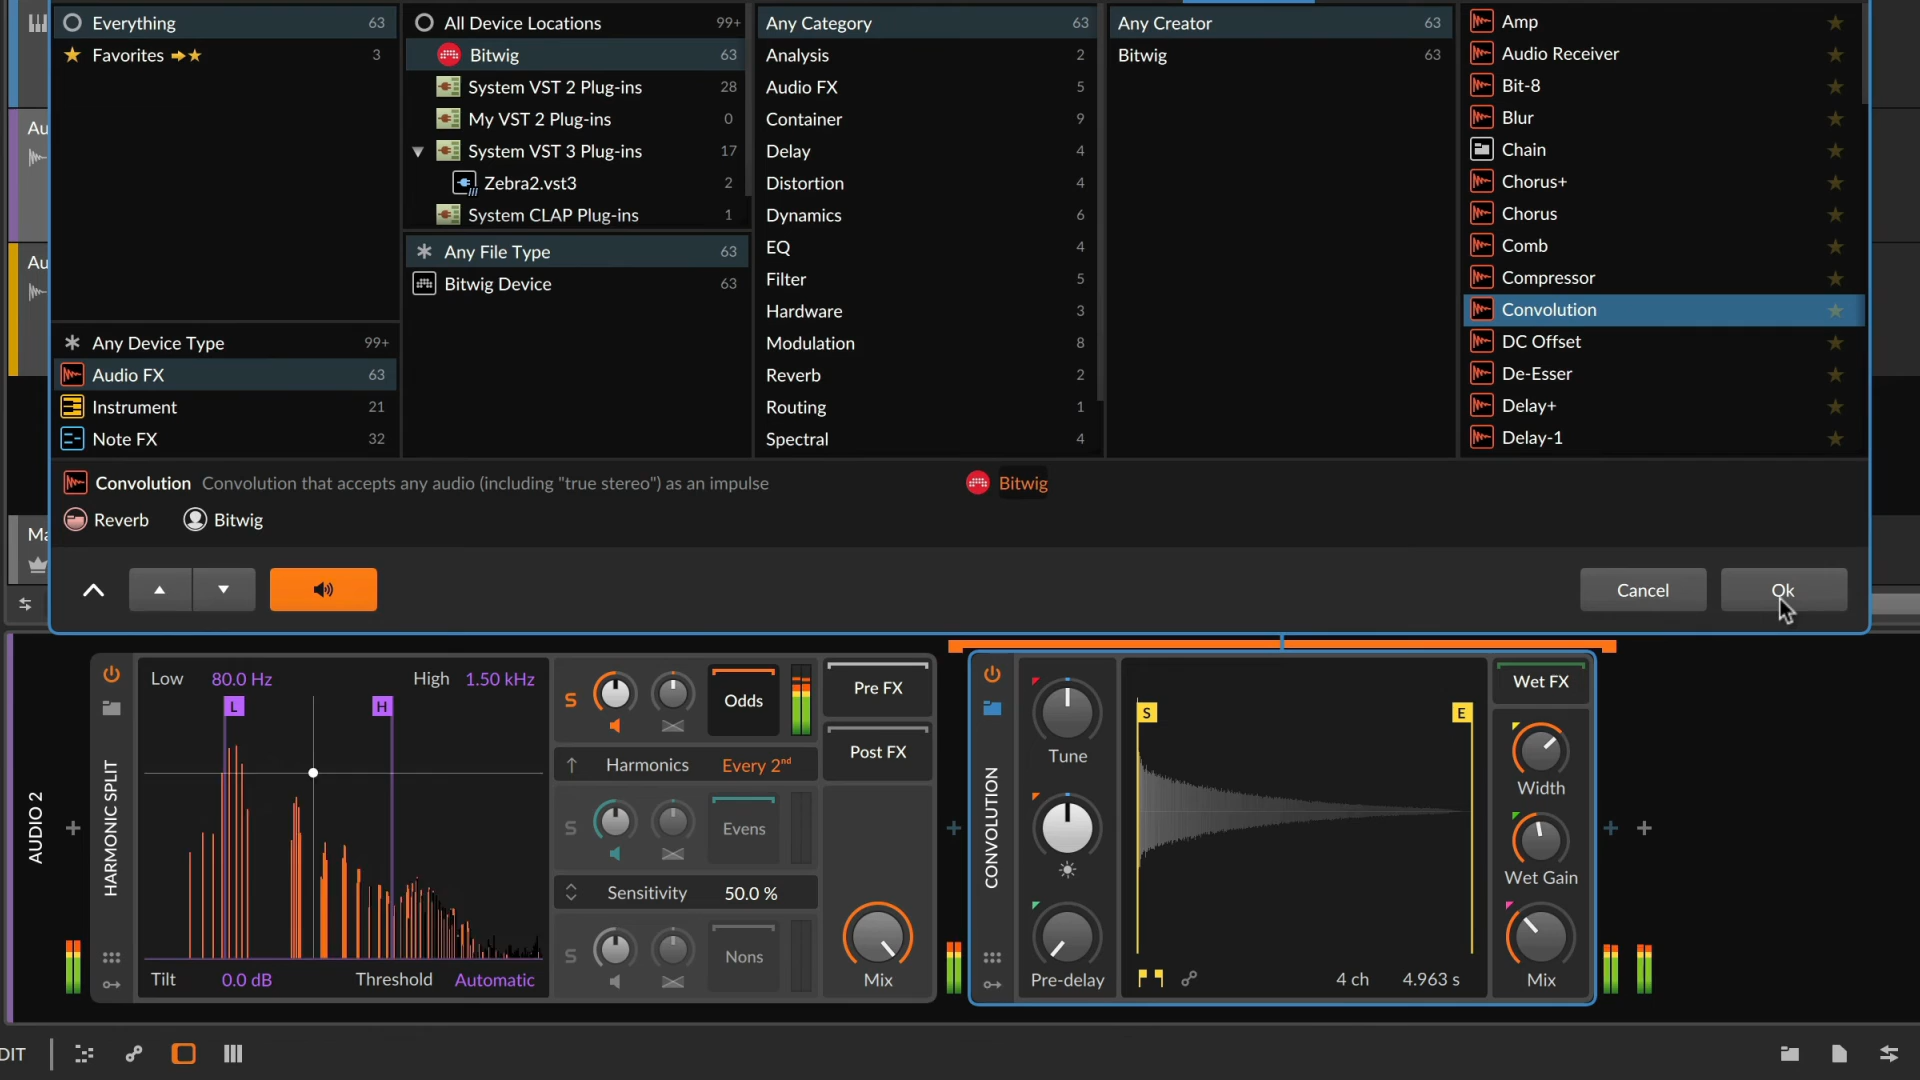 Everything 63
Favorites 3
Any Device Type 99+
Audio FX 63
Instrument 21
Note FX 32
All Device Locations 99+
Bitwig 63
System VST 2 Plug-ins 28
My VST 2 Plug-ins 0
System VST 3 Plug-ins 17
Zebra2.vst3 2
System CLAP Plug-ins 1
Any File Type 63
Bitwig Device 63
Any Category 63
Analysis 2
Audio FX 5
Container 9
Delay 4
Distortion 4
Dynamics 6
EQ 4
Filter 5
Hardware 3
Modulation 8
Reverb 2
Routing 1
Spectral 4
Any Creator 63
Bitwig 63
Amp
Audio Receiver
Bit-8
Blur
Chain
Chorus+
Chorus
Comb
Compressor
Convolution
DC Offset
De-Esser
Delay+
Delay-1
Au
Au
Ma
Convolution Convolution that accepts any audio (including "true stereo") as an impulse
Bitwig
Reverb Bitwig
Cancel Ok
AUDIO 2
HARMONIC SPLIT
Low 80.0 Hz High 1.50 kHz
L H
Tilt 0.0 dB Threshold Automatic
S Odds
Harmonics Every 2nd
S Evens
Sensitivity 50.0 %
S Nons
Pre FX
Post FX
Mix
CONVOLUTION
Tune
Pre-delay
S E
4 ch 4.963 s
Wet FX
Width
Wet Gain
Mix
DIT